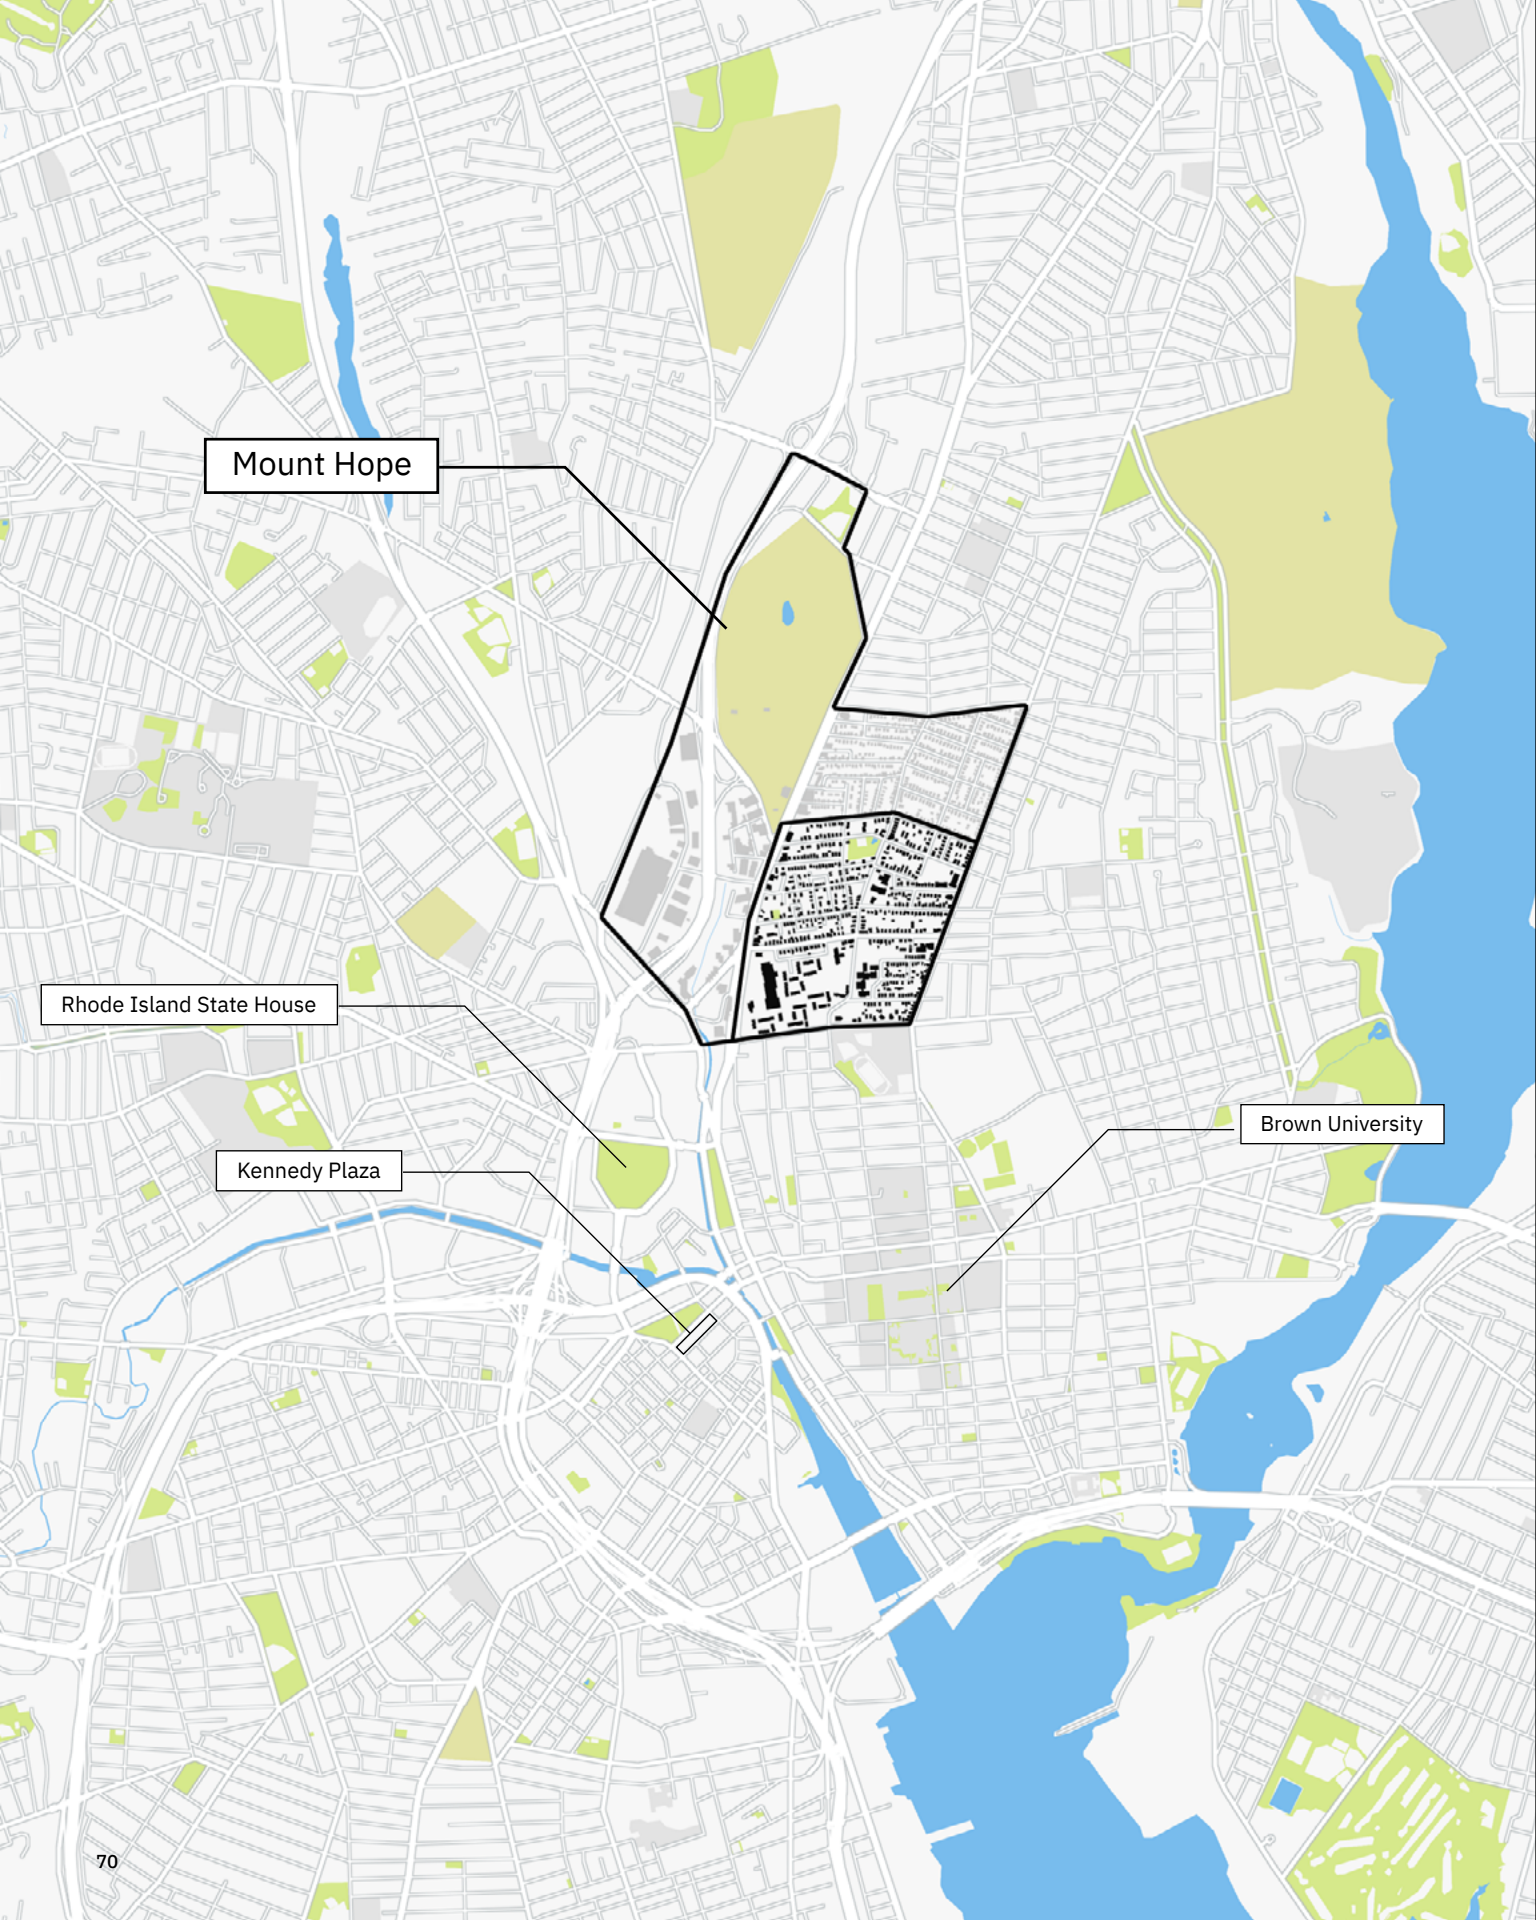 Mount Hope
Rhode Island State House
Brown University
Kennedy Plaza
70